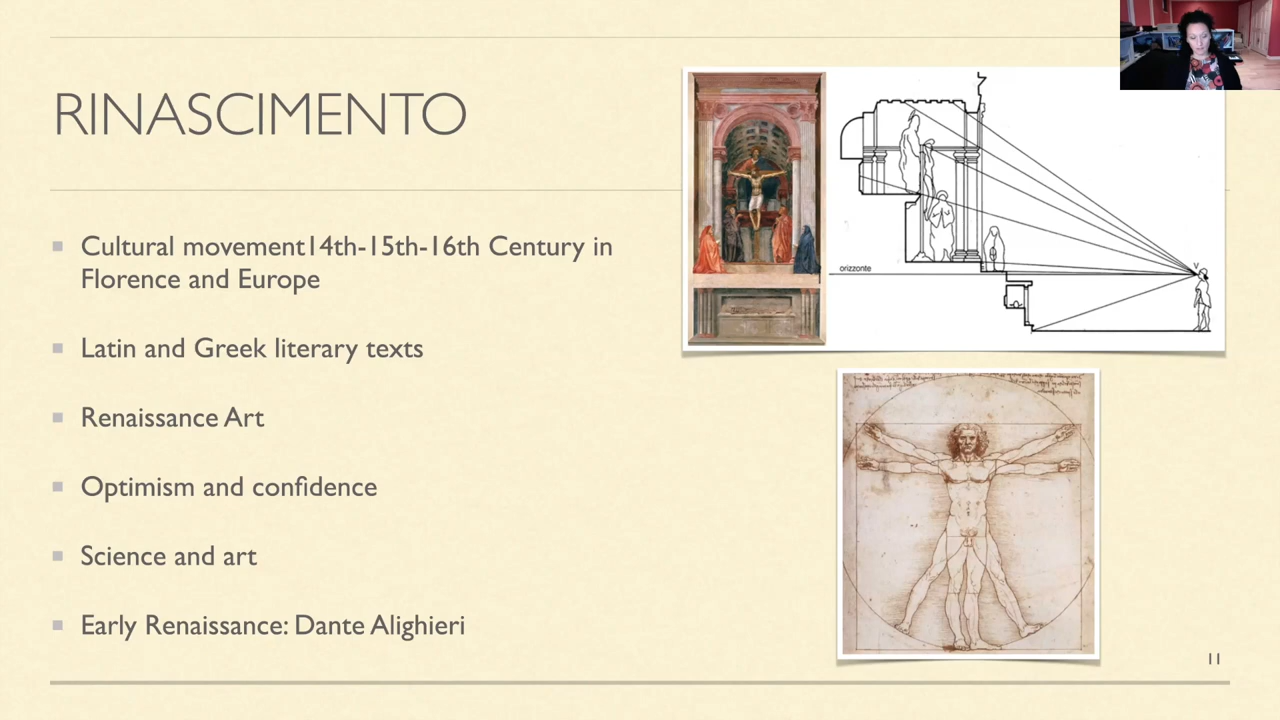 RINASCIMENTO
Cultural movement14th-15th-16th Century in
Florence and Europe
Latin and Greek literary texts
Renaissance Art
Optimism and confidence
Science and art
Early Renaissance: Dante Alighieri
orizzonte
V
11